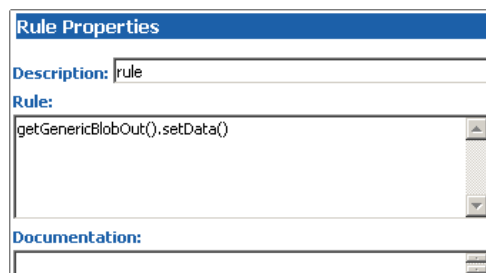 Rule Properties
Description: rule
Rule:
getGenericBlobOut().setData()
Documentation: